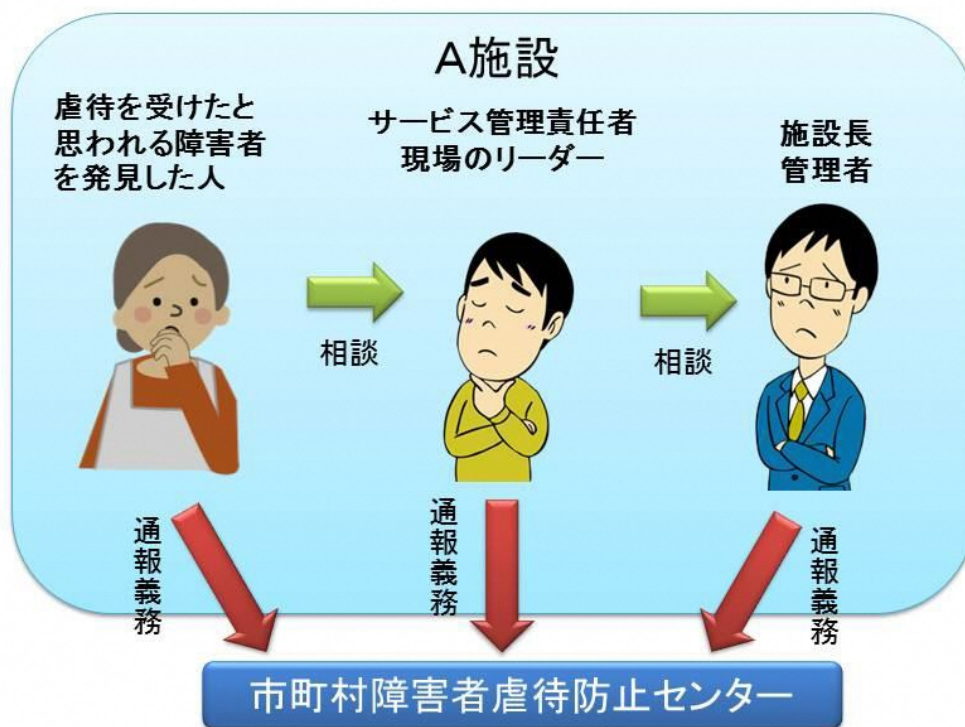 A施設
虐待を受けたと
思われる障害者
を発見した人
サービス管理責任者
現場のリーダー
施設長
管理者
相談
相談
通報義務
通報義務
通報義務
市町村障害者虐待防止センター